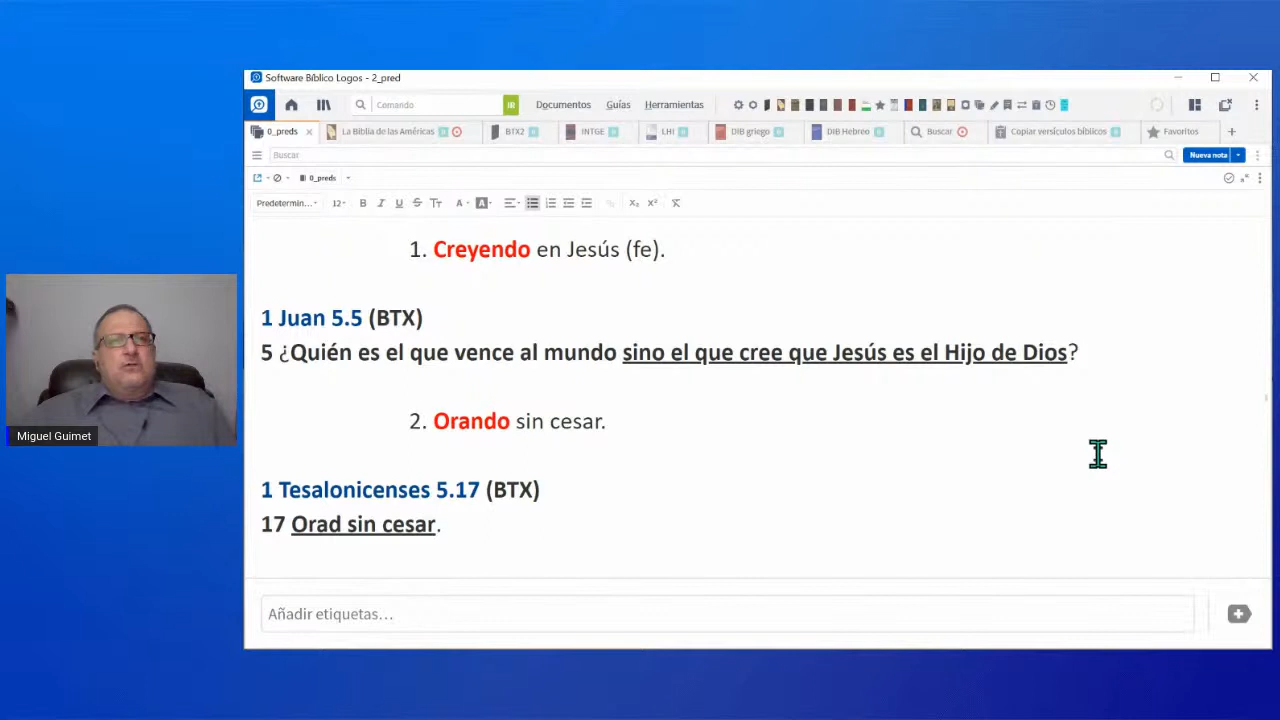 Software Bíblico Logos - 2_pred
Comando
IR
Documentos
Guías
Herramientas
0_preds
La Biblia de las Américas
BTX2
INTGE
LHI
DIB griego
DIB Hebreo
Buscar
Copiar versículos bíblicos
Favoritos
Buscar
Nueva nota
0_preds
Predetermin...
12
1. Creyendo en Jesús (fe).
1 Juan 5.5 (BTX)
5 ¿Quién es el que vence al mundo sino el que cree que Jesús es el Hijo de Dios?
2. Orando sin cesar.
1 Tesalonicenses 5.17 (BTX)
17 Orad sin cesar.
Añadir etiquetas…
Miguel Guimet